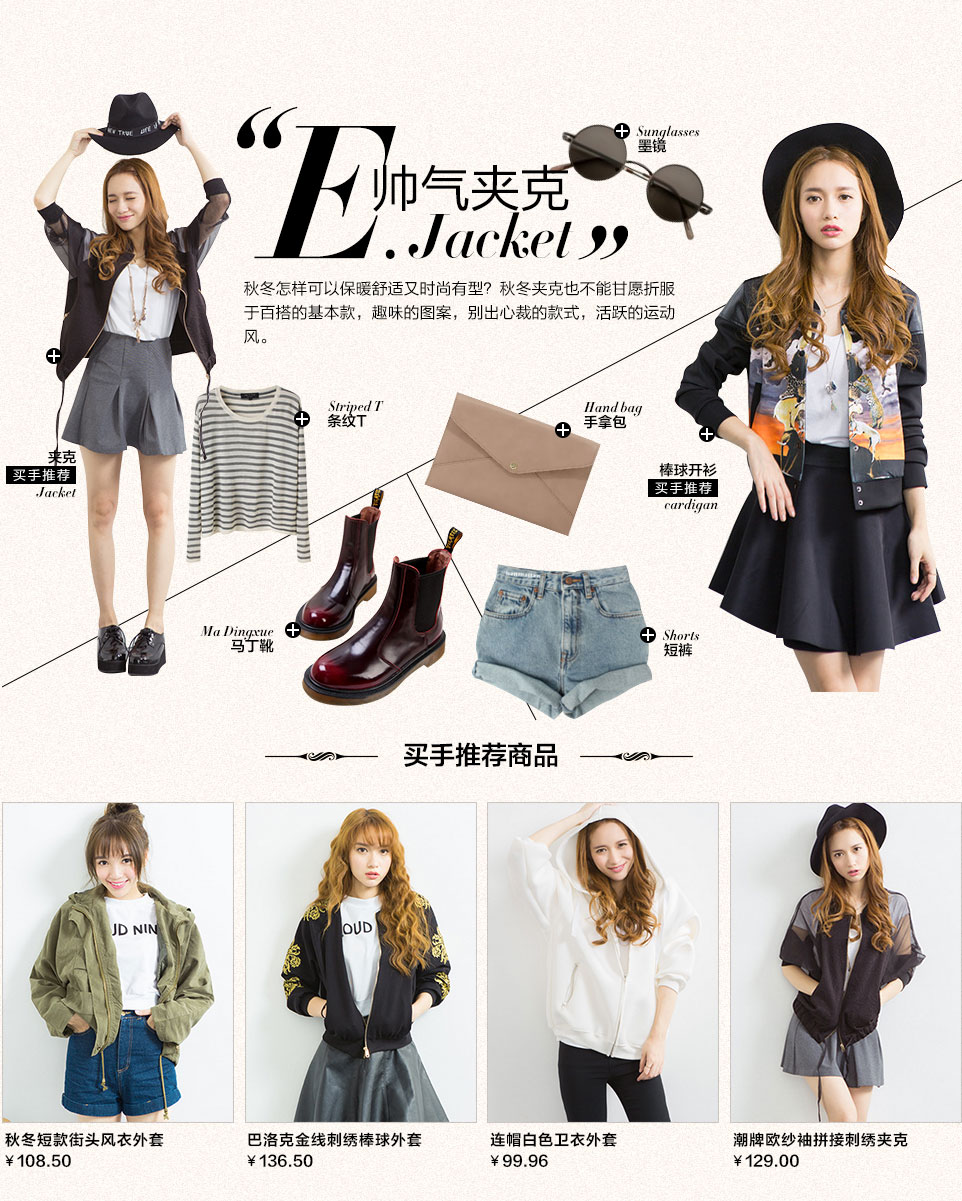 “E.帅气夹克
Jacket”
Sunglasses
墨镜
秋冬怎样可以保暖舒适又时尚有型？秋冬夹克也不能甘愿折服
于百搭的基本款，趣味的图案，别出心裁的款式，活跃的运动
风。
Striped T
条纹T
Hand bag
手拿包
夹克
买手推荐
Jacket
棒球开衫
买手推荐
cardigan
Ma Dingxue
马丁靴
Shorts
短裤
买手推荐商品
UD NIN
OUD
秋冬短款街头风衣外套
¥108.50
巴洛克金线刺绣棒球外套
¥136.50
连帽白色卫衣外套
¥99.96
潮牌欧纱袖拼接刺绣夹克
¥129.00